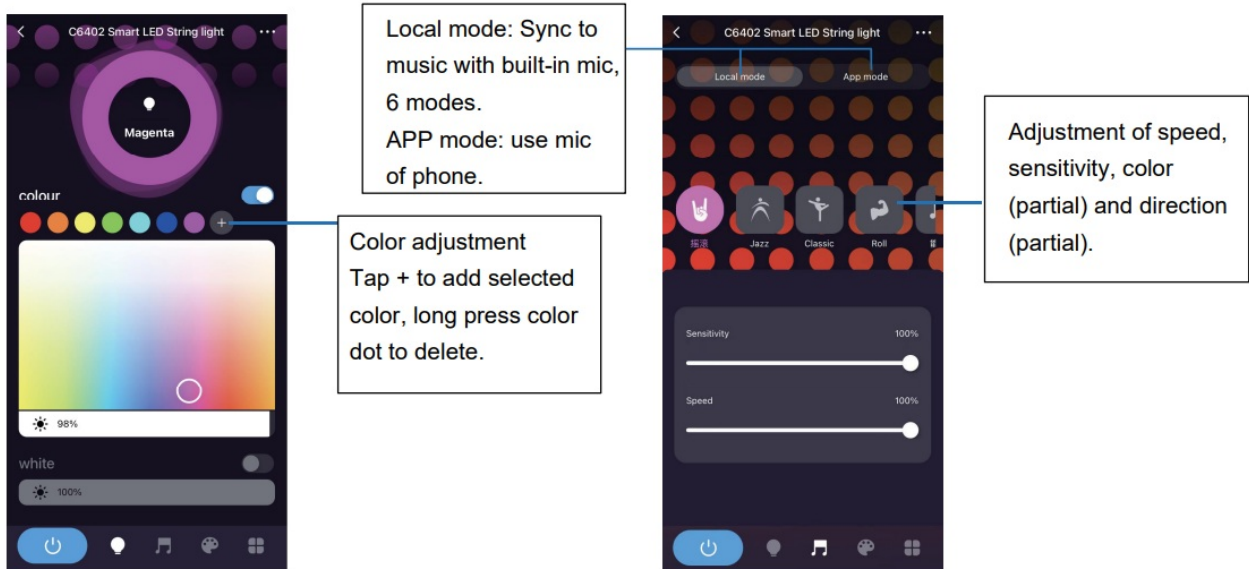 C6402 Smart LED String light
Magenta
colour
98%
white
100%
Local mode: Sync to
music with built-in mic,
6 modes.
APP mode: use mic
of phone.
Color adjustment
Tap + to add selected
color, long press color
dot to delete.
C6402 Smart LED String light
Local mode
App mode
摇滚
Jazz
Classic
Roll
Sensitivity
100%
Speed
100%
Adjustment of speed,
sensitivity, color
(partial) and direction
(partial).